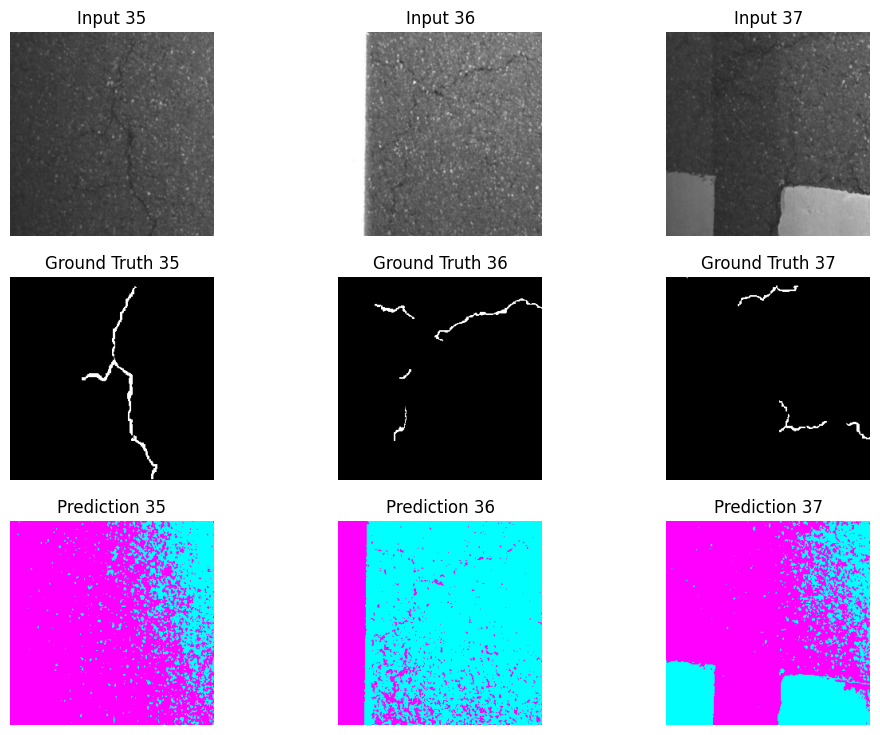 Input 35
Input 36
Input 37
Ground Truth 35
Ground Truth 36
Ground Truth 37
Prediction 35
Prediction 36
Prediction 37